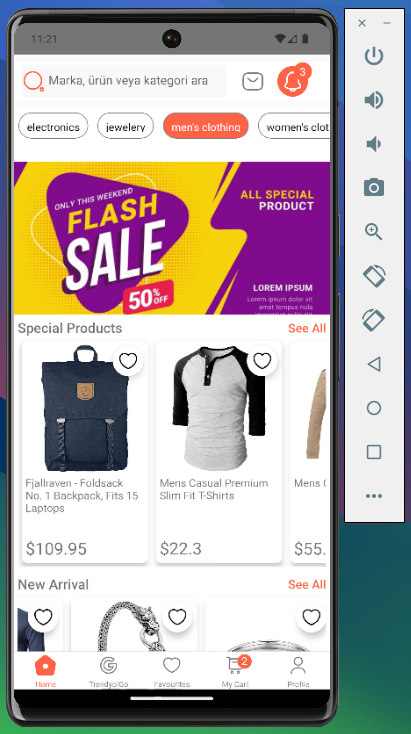 11:21
Marka, ürün veya kategori ara
3
electronics
jewelery
men's clothing
women's clot
ONLY THIS WEEKEND
FLASH
SALE
50%
OFF
ALL SPECIAL
PRODUCT
LOREM IPSUM
lorem ipsum dolor sit
amet tempus nula
Special Products
See All
Fjallraven - Foldsack
No. 1 Backpack, Fits 15
Laptops
$109.95
Mens Casual Premium
Slim Fit T-Shirts
$22.3
Mens C
$55.
New Arrival
See All
Home
TrendyolGo
Favourites
2
My Cart
Profile